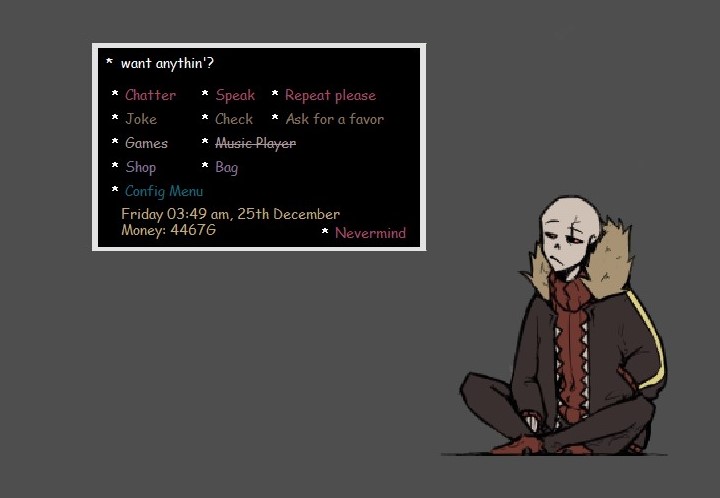 * want anythin'?
* Chatter * Speak * Repeat please
* Joke * Check * Ask for a favor
* Games * Music Player
* Shop * Bag
* Config Menu
Friday 03:49 am, 25th December
Money: 4467G * Nevermind